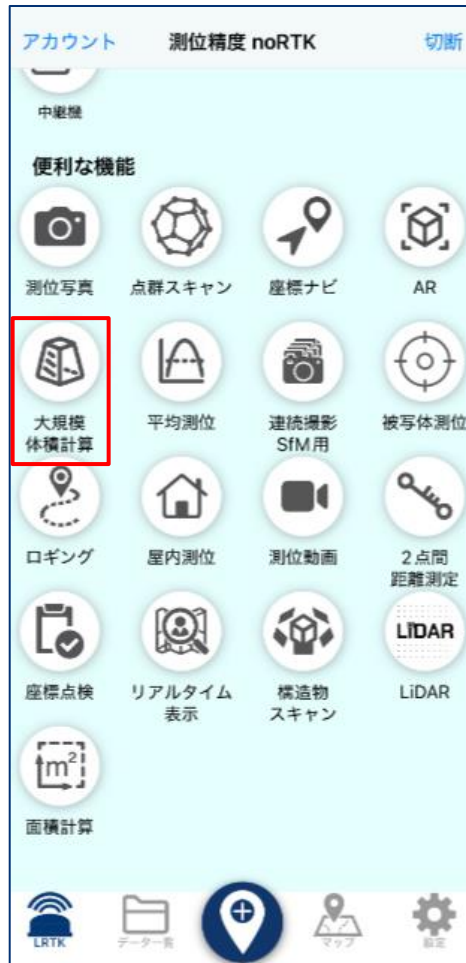 アカウント 測位精度 noRTK 切断
中継機
便利な機能
測位写真 点群スキャン 座標ナビ AR
大規模 平均測位 連続撮影 被写体測位
体積計算 SfM用
ロギング 屋内測位 測位動画 2点間
距離測定
LiDAR
座標点検 リアルタイム 構造物 LiDAR
表示 スキャン
m²
面積計算
LRTK データ一覧 マップ 設定